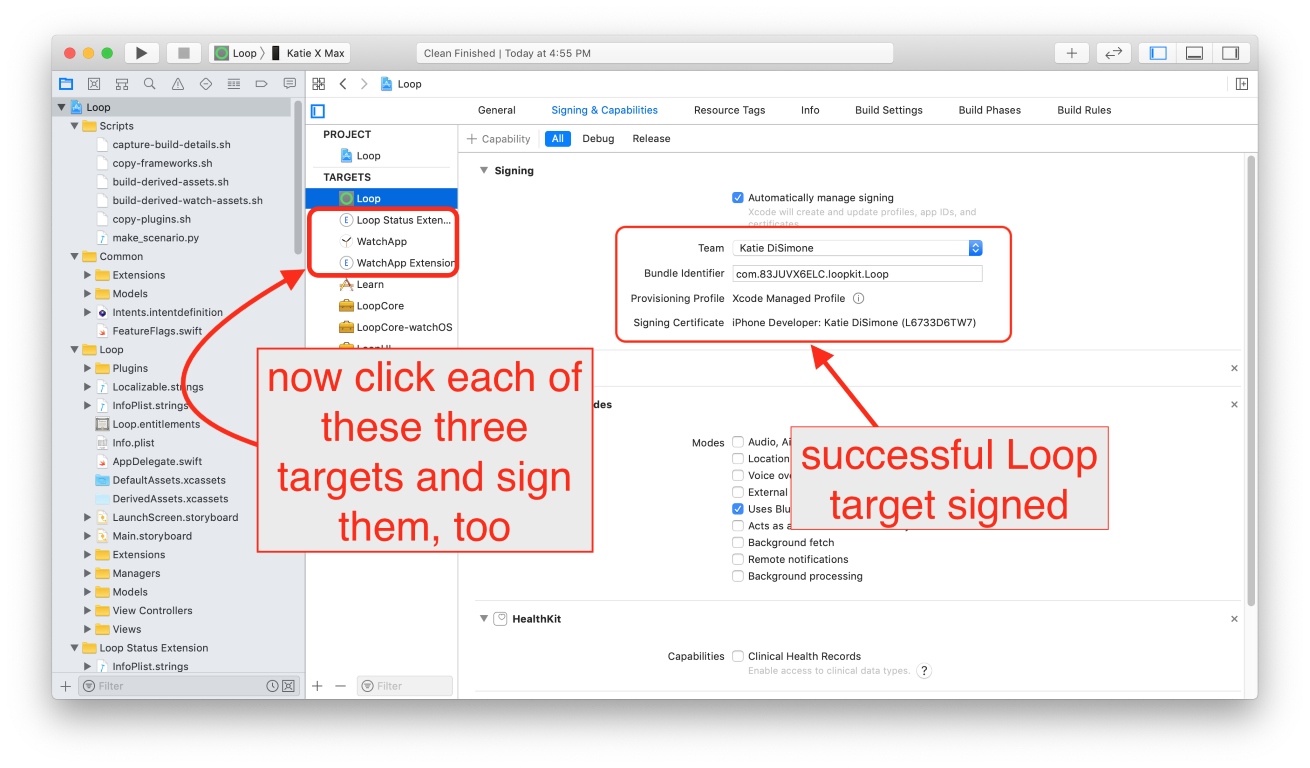 Loop
Katie X Max
Clean Finished | Today at 4:55 PM
Loop
Loop
Scripts
capture-build-details.sh
copy-frameworks.sh
build-derived-assets.sh
build-derived-watch-assets.sh
copy-plugins.sh
make_scenario.py
Common
Extensions
Models
Intents.intentdefinition
FeatureFlags.swift
Loop
Plugins
Localizable.strings
InfoPlist.strings
Loop.entitlements
Info.plist
AppDelegate.swift
DefaultAssets.xcassets
DerivedAssets.xcassets
LaunchScreen.storyboard
Main.storyboard
Extensions
Managers
Models
View Controllers
Views
Loop Status Extension
InfoPlist.strings
Filter
PROJECT
Loop
TARGETS
Loop
Loop Status Exten...
WatchApp
WatchApp Extension
Learn
LoopCore
LoopCore-watchOS
Filter
General Signing & Capabilities Resource Tags Info Build Settings Build Phases Build Rules
+ Capability All Debug Release
Signing
Automatically manage signing
Xcode will create and update profiles, app IDs, and
certificates.
Team Katie DiSimone
Bundle Identifier com.83JUVX6ELC.loopkit.Loop
Provisioning Profile Xcode Managed Profile
Signing Certificate iPhone Developer: Katie DiSimone (L6733D6TW7)
Modes Audio,
Location
Voice
External
Uses
Acts as
Background fetch
Remote notifications
Background processing
HealthKit
Capabilities Clinical Health Records
Enable access to clinical data types. ?
now click each of
these three
targets and sign
them, too
successful Loop
target signed